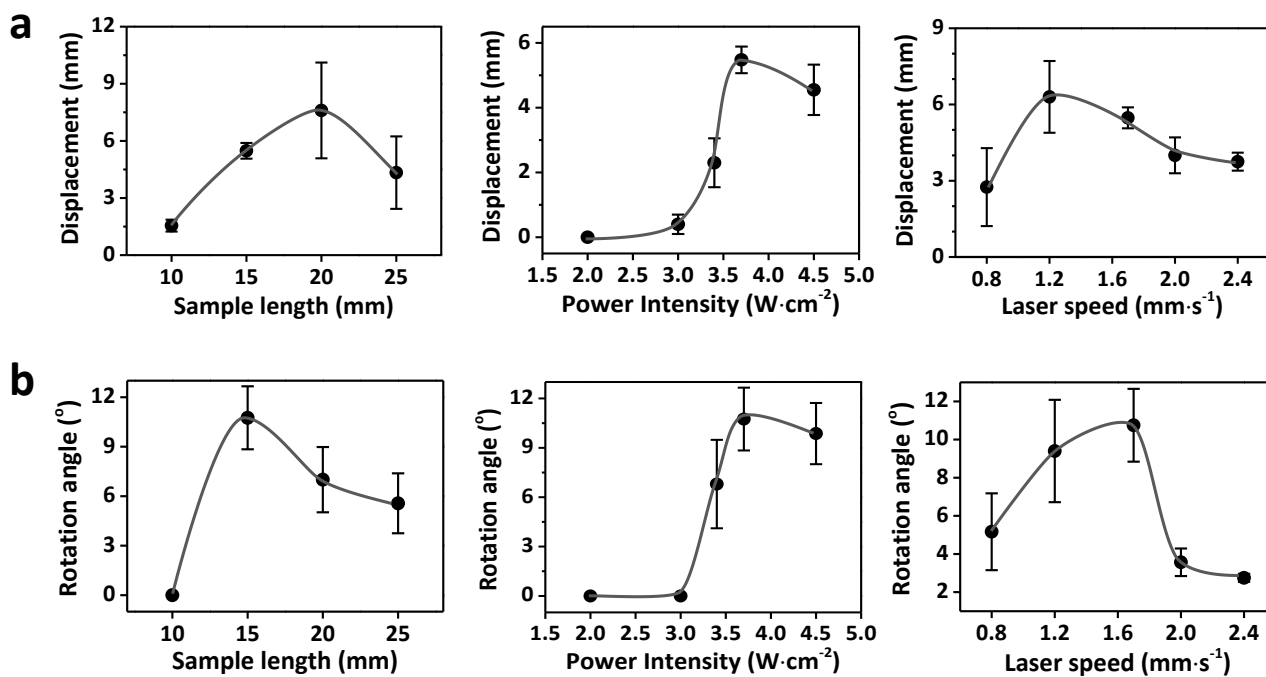 a
Displacement (mm)
12
9
6
3
0
10 15 20 25
Sample length (mm)
Displacement (mm)
6
4
2
0
1.5 2.0 2.5 3.0 3.5 4.0 4.5 5.0
Power Intensity (W·cm⁻²)
Displacement (mm)
9
6
3
0
0.8 1.2 1.6 2.0 2.4
Laser speed (mm·s⁻¹)
b
Rotation angle (°)
12
9
6
3
0
10 15 20 25
Sample length (mm)
Rotation angle (°)
12
9
6
3
0
1.5 2.0 2.5 3.0 3.5 4.0 4.5 5.0
Power Intensity (W·cm⁻²)
Rotation angle (°)
12
10
8
6
4
2
0.8 1.2 1.6 2.0 2.4
Laser speed (mm·s⁻¹)